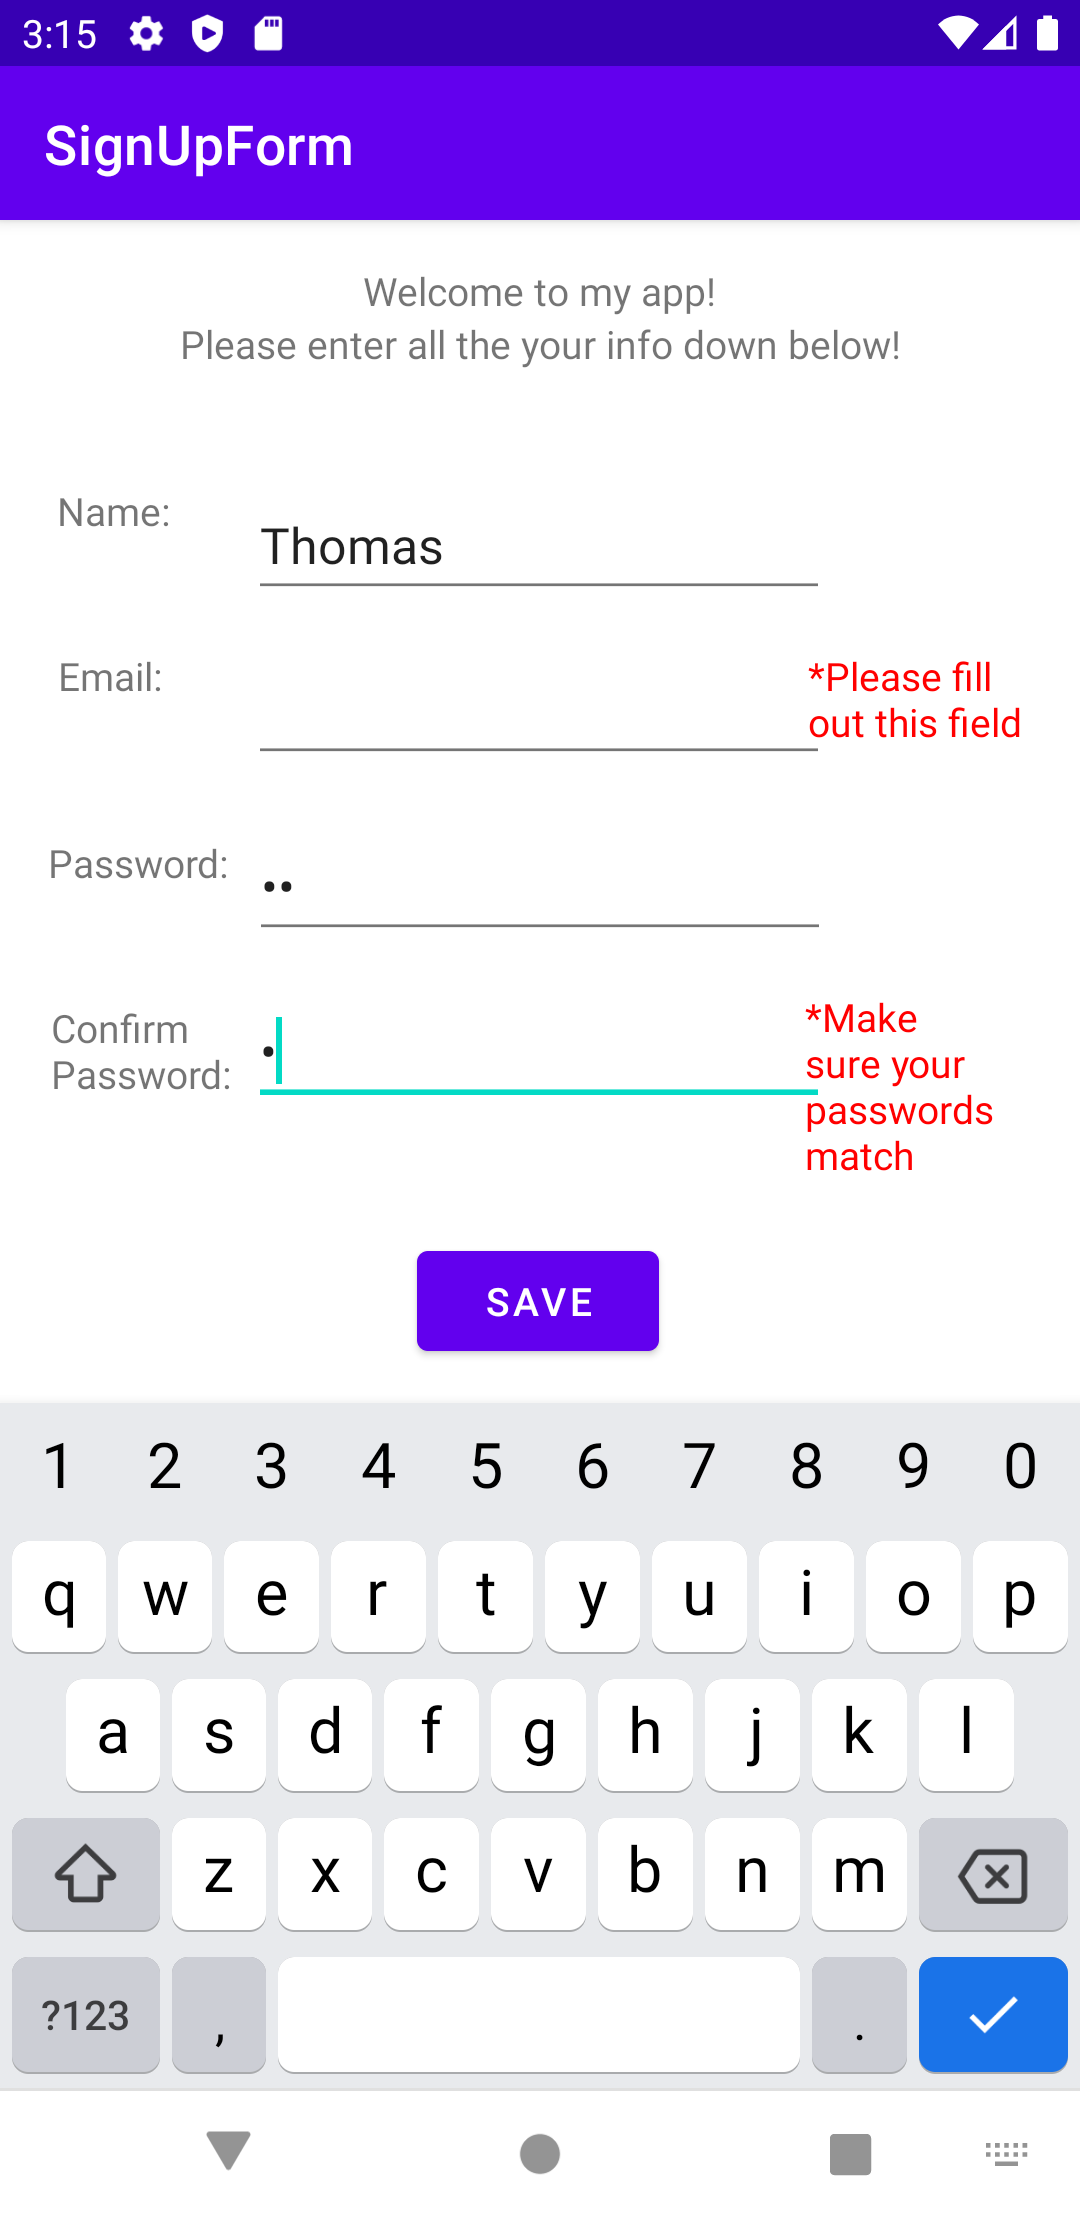 3:15
SignUpForm
Welcome to my app!
Please enter all the your info down below!
Name:
Thomas
Email:
*Please fill
out this field
Password:
••
Confirm
Password:
•
*Make
sure your
passwords
match
SAVE
1 2 3 4 5 6 7 8 9 0
q w e r t y u i o p
a s d f g h j k l
z x c v b n m
?123 , .